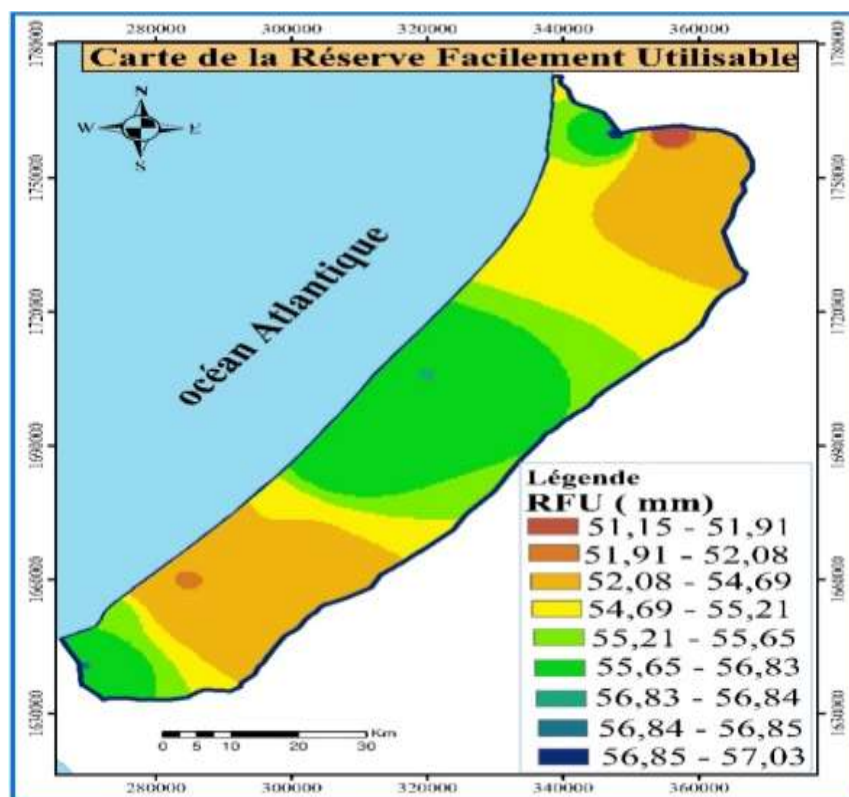 280000 300000 320000 340000 360000
Carte de la Réserve Facilement Utilisable
N
W E
S
1780000 1780000
1750000 1750000
océan Atlantique
1720000 1720000
1690000 1690000
1660000 1660000
1630000 1630000
Légende
RFU ( mm)
51,15 - 51,91
51,91 - 52,08
52,08 - 54,69
54,69 - 55,21
55,21 - 55,65
55,65 - 56,83
56,83 - 56,84
56,84 - 56,85
56,85 - 57,03
Km
0 5 10 20 30
280000 300000 320000 340000 360000